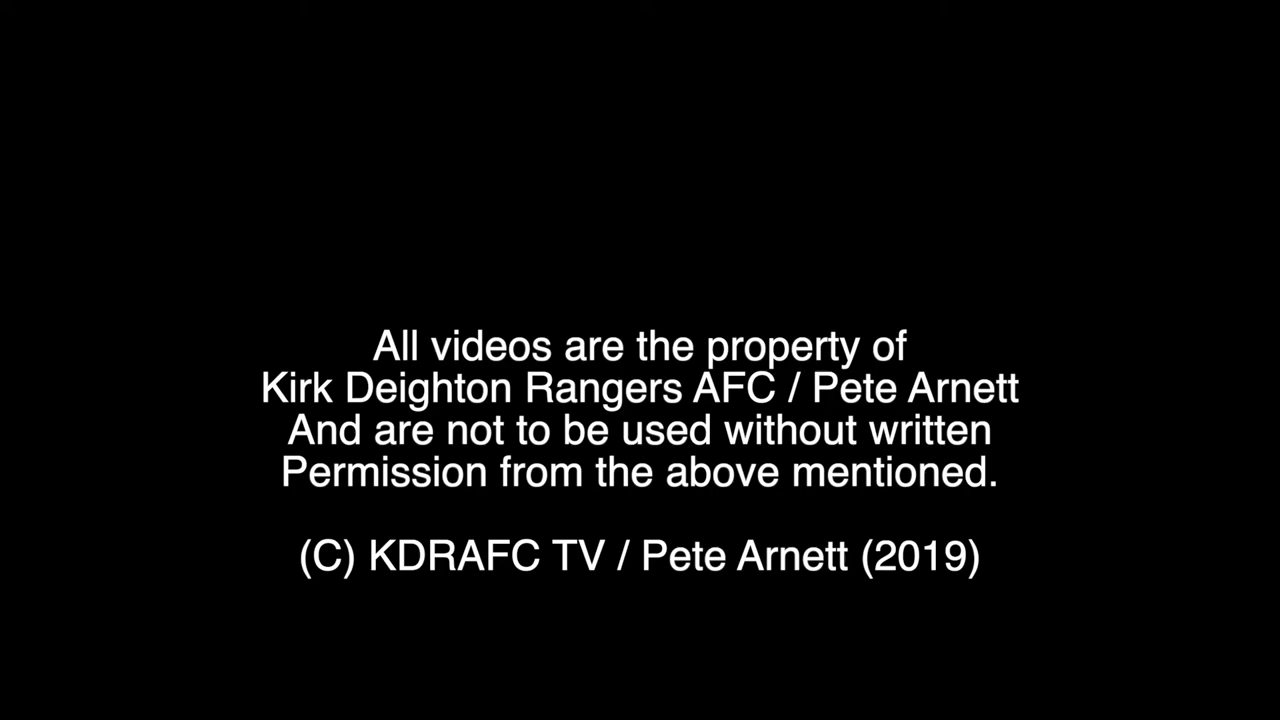 All videos are the property of
Kirk Deighton Rangers AFC / Pete Arnett
And are not to be used without written
Permission from the above mentioned.
(C) KDRAFC TV / Pete Arnett (2019)